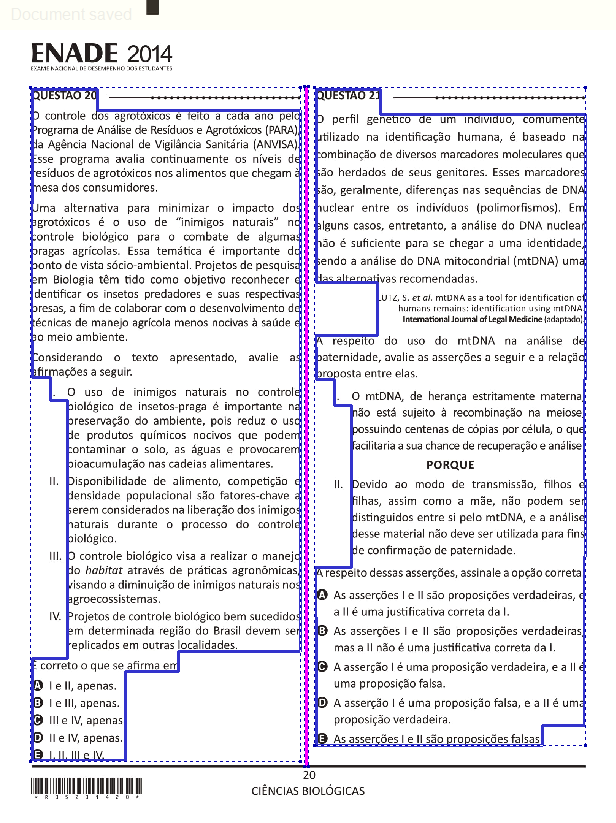 Document saved
ENADE 2014
EXAME NACIONAL DE DESEMPENHO DOS ESTUDANTES
QUESTÃO 20
O controle dos agrotóxicos é feito a cada ano pelo
Programa de Análise de Resíduos e Agrotóxicos (PARA),
da Agência Nacional de Vigilância Sanitária (ANVISA).
Esse programa avalia continuamente os níveis de
resíduos de agrotóxicos nos alimentos que chegam à
mesa dos consumidores.
Uma alternativa para minimizar o impacto dos
agrotóxicos é o uso de “inimigos naturais” no
controle biológico para o combate de algumas
pragas agrícolas. Essa temática é importante do
ponto de vista sócio-ambiental. Projetos de pesquisa
em Biologia têm tido como objetivo reconhecer e
identificar os insetos predadores e suas respectivas
presas, a fim de colaborar com o desenvolvimento de
técnicas de manejo agrícola menos nocivas à saúde e
ao meio ambiente.
Considerando o texto apresentado, avalie as
afirmações a seguir.
I. O uso de inimigos naturais no controle
biológico de insetos-praga é importante na
preservação do ambiente, pois reduz o uso
de produtos químicos nocivos que podem
contaminar o solo, as águas e provocarem
bioacumulação nas cadeias alimentares.
II. Disponibilidade de alimento, competição e
densidade populacional são fatores-chave a
serem considerados na liberação dos inimigos
naturais durante o processo do controle
biológico.
III. O controle biológico visa a realizar o manejo
do habitat através de práticas agronômicas,
visando a diminuição de inimigos naturais nos
agroecossistemas.
IV. Projetos de controle biológico bem sucedidos
em determinada região do Brasil devem ser
replicados em outras localidades.
É correto o que se afirma em
A I e II, apenas.
B I e III, apenas.
C III e IV, apenas.
D II e IV, apenas.
E I, II, III e IV.
QUESTÃO 21
O perfil genético de um indivíduo, comumente
utilizado na identificação humana, é baseado na
combinação de diversos marcadores moleculares que
são herdados de seus genitores. Esses marcadores
são, geralmente, diferenças nas sequências de DNA
nuclear entre os indivíduos (polimorfismos). Em
alguns casos, entretanto, a análise do DNA nuclear
não é suficiente para se chegar a uma identidade,
sendo a análise do DNA mitocondrial (mtDNA) uma
das alternativas recomendadas.
LUTZ, S. et al. mtDNA as a tool for identification of
humans remains: identification using mtDNA.
International Journal of Legal Medicine (adaptado).
A respeito do uso do mtDNA na análise de
paternidade, avalie as asserções a seguir e a relação
proposta entre elas.
I. O mtDNA, de herança estritamente materna,
não está sujeito à recombinação na meiose,
possuindo centenas de cópias por célula, o que
facilitaria a sua chance de recuperação e análise.
PORQUE
II. Devido ao modo de transmissão, filhos e
filhas, assim como a mãe, não podem ser
distinguidos entre si pelo mtDNA, e a análise
desse material não deve ser utilizada para fins
de confirmação de paternidade.
A respeito dessas asserções, assinale a opção correta.
A As asserções I e II são proposições verdadeiras, e
a II é uma justificativa correta da I.
B As asserções I e II são proposições verdadeiras,
mas a II não é uma justificativa correta da I.
C A asserção I é uma proposição verdadeira, e a II é
uma proposição falsa.
D A asserção I é uma proposição falsa, e a II é uma
proposição verdadeira.
E As asserções I e II são proposições falsas.
20
CIÊNCIAS BIOLÓGICAS